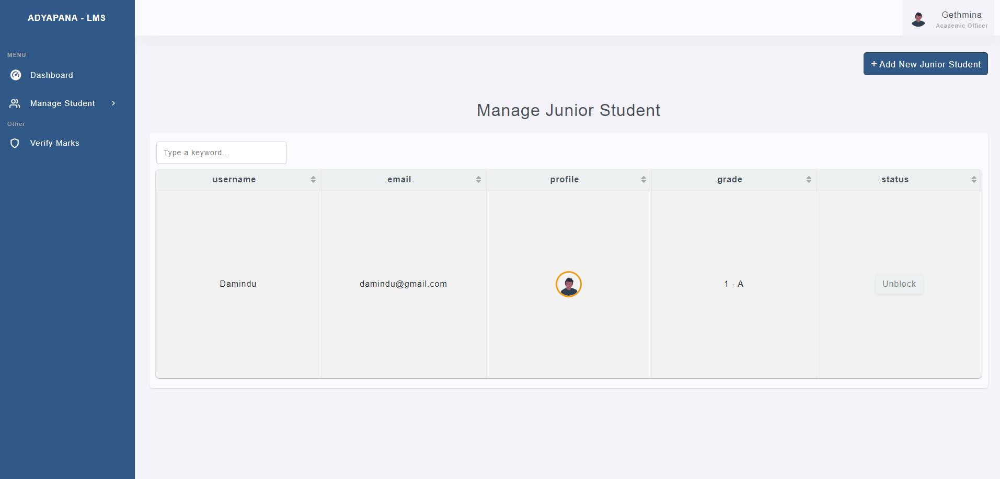 ADYAPANA - LMS
Gethmina
Academic Officer
MENU
Dashboard
Manage Student
Other
Verify Marks
+ Add New Junior Student
Manage Junior Student
Type a keyword...
username email profile grade status
Damindu damindu@gmail.com 1 - A Unblock